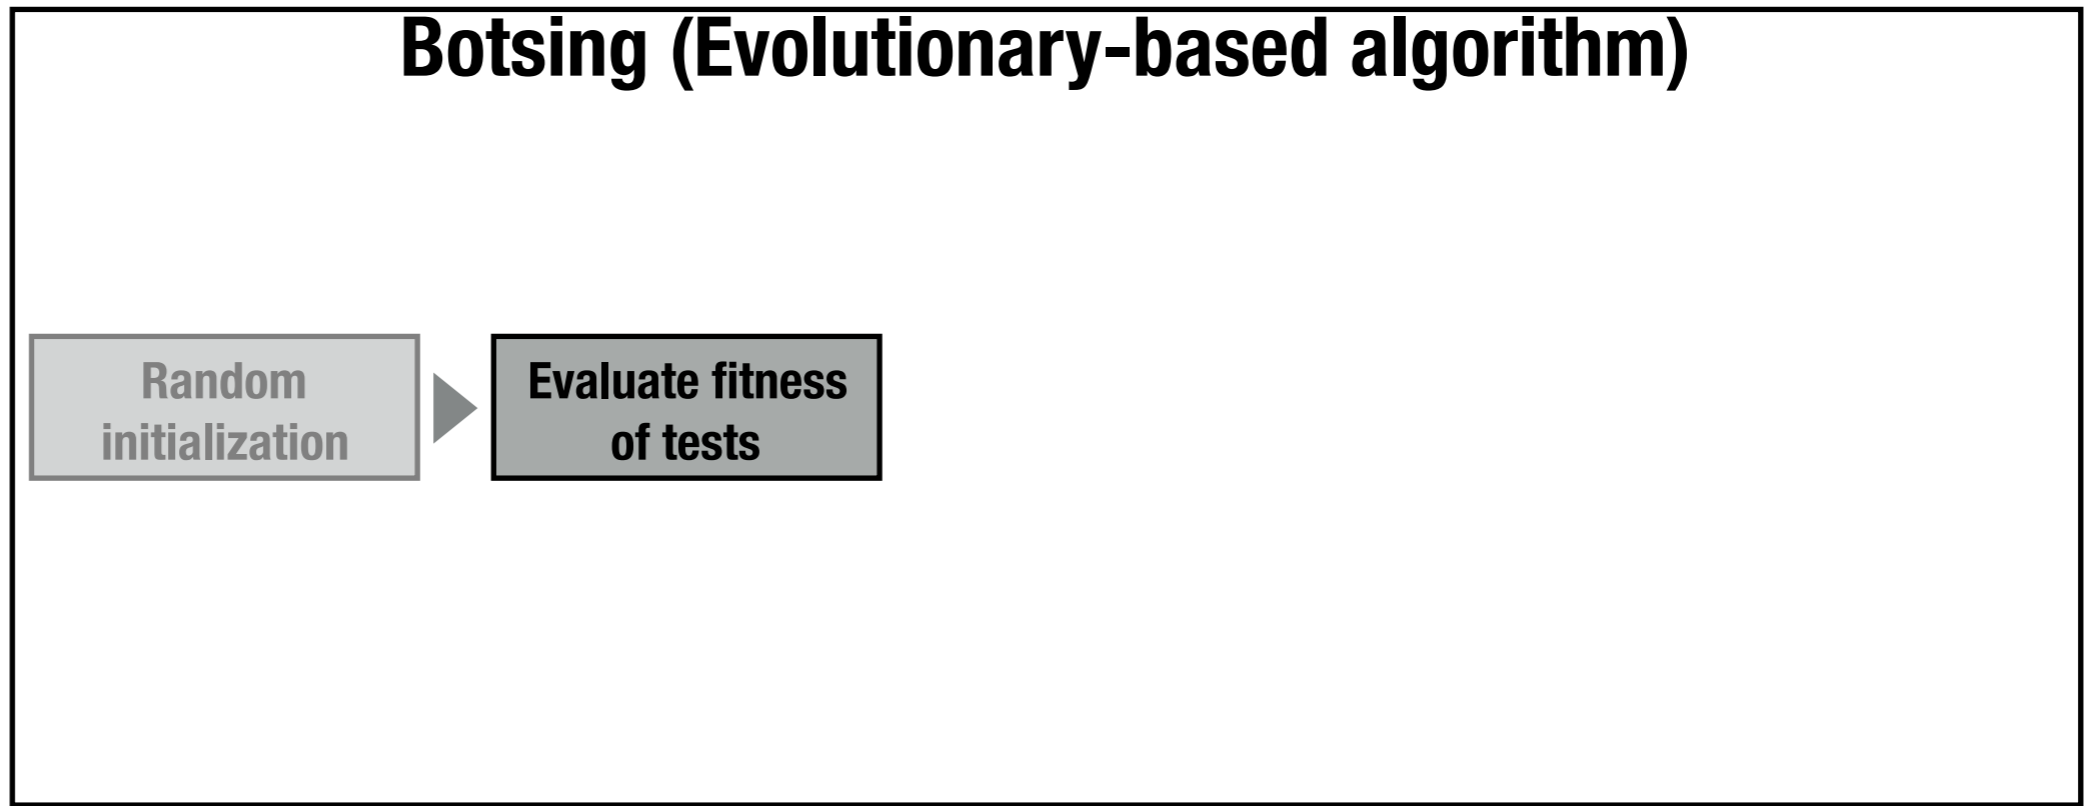 Botsing (Evolutionary-based algorithm)
Random
initialization
Evaluate fitness
of tests